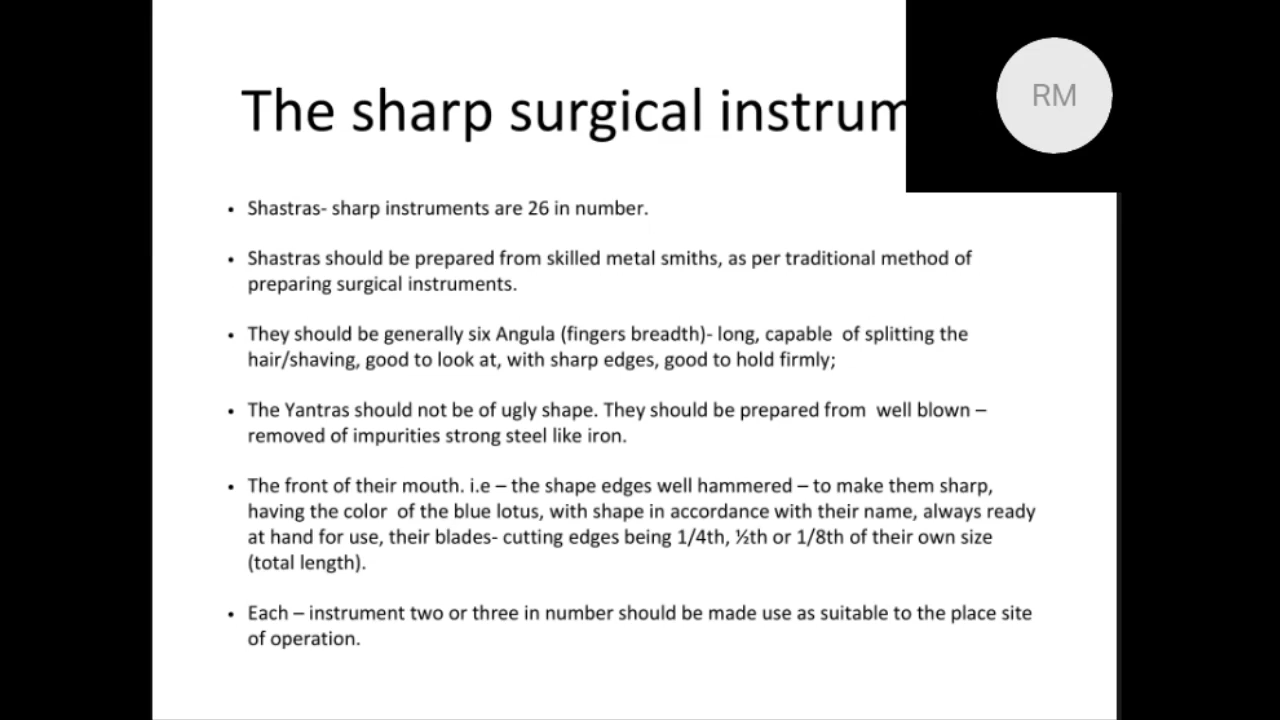 The sharp surgical instrum
RM
• Shastras- sharp instruments are 26 in number.
• Shastras should be prepared from skilled metal smiths, as per traditional method of
preparing surgical instruments.
• They should be generally six Angula (fingers breadth)- long, capable  of splitting the
hair/shaving, good to look at, with sharp edges, good to hold firmly;
• The Yantras should not be of ugly shape. They should be prepared from  well blown –
removed of impurities strong steel like iron.
• The front of their mouth. i.e – the shape edges well hammered – to make them sharp,
having the color  of the blue lotus, with shape in accordance with their name, always ready
at hand for use, their blades- cutting edges being 1/4th, ½th or 1/8th of their own size
(total length).
• Each – instrument two or three in number should be made use as suitable to the place site
of operation.